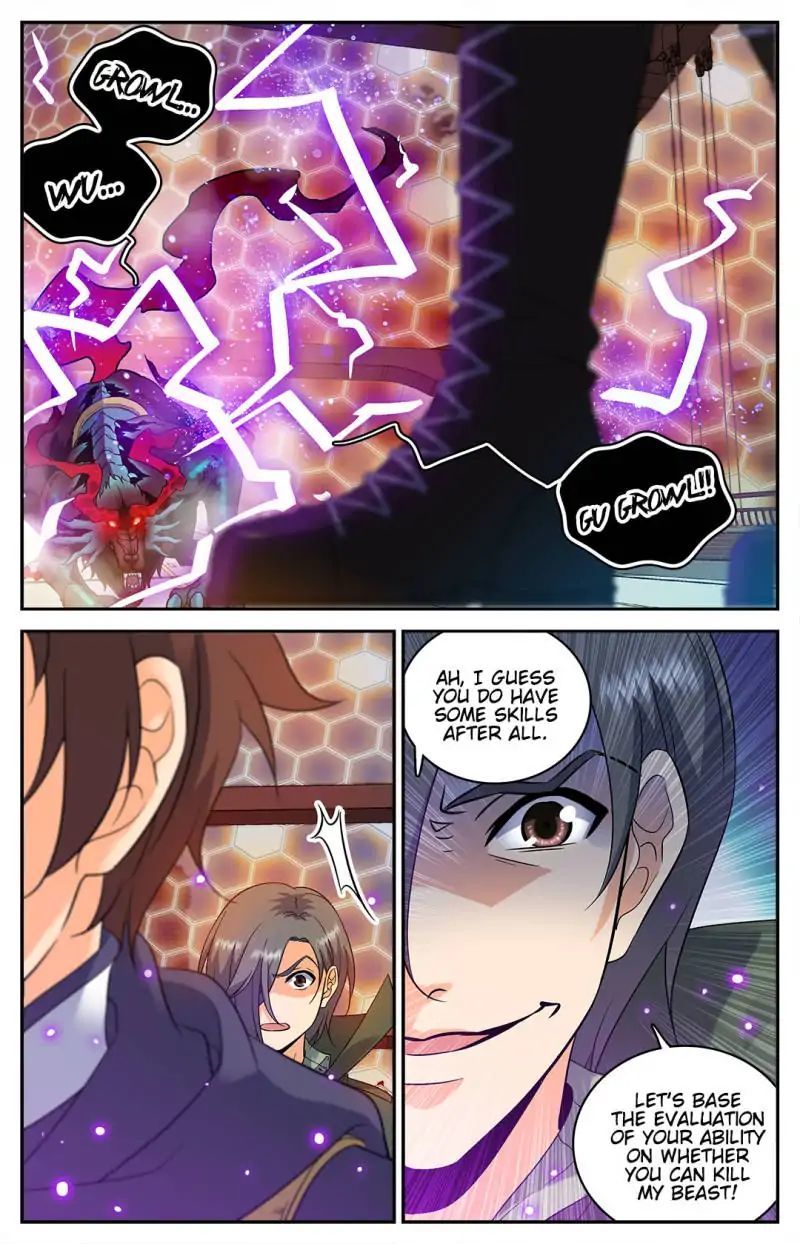 GROWL...
WU...
GU GROWL!!
AH, I GUESS
YOU DO HAVE
SOME SKILLS
AFTER ALL.
LET'S BASE
THE EVALUATION
OF YOUR ABILITY
ON WHETHER
YOU CAN KILL
MY BEAST!